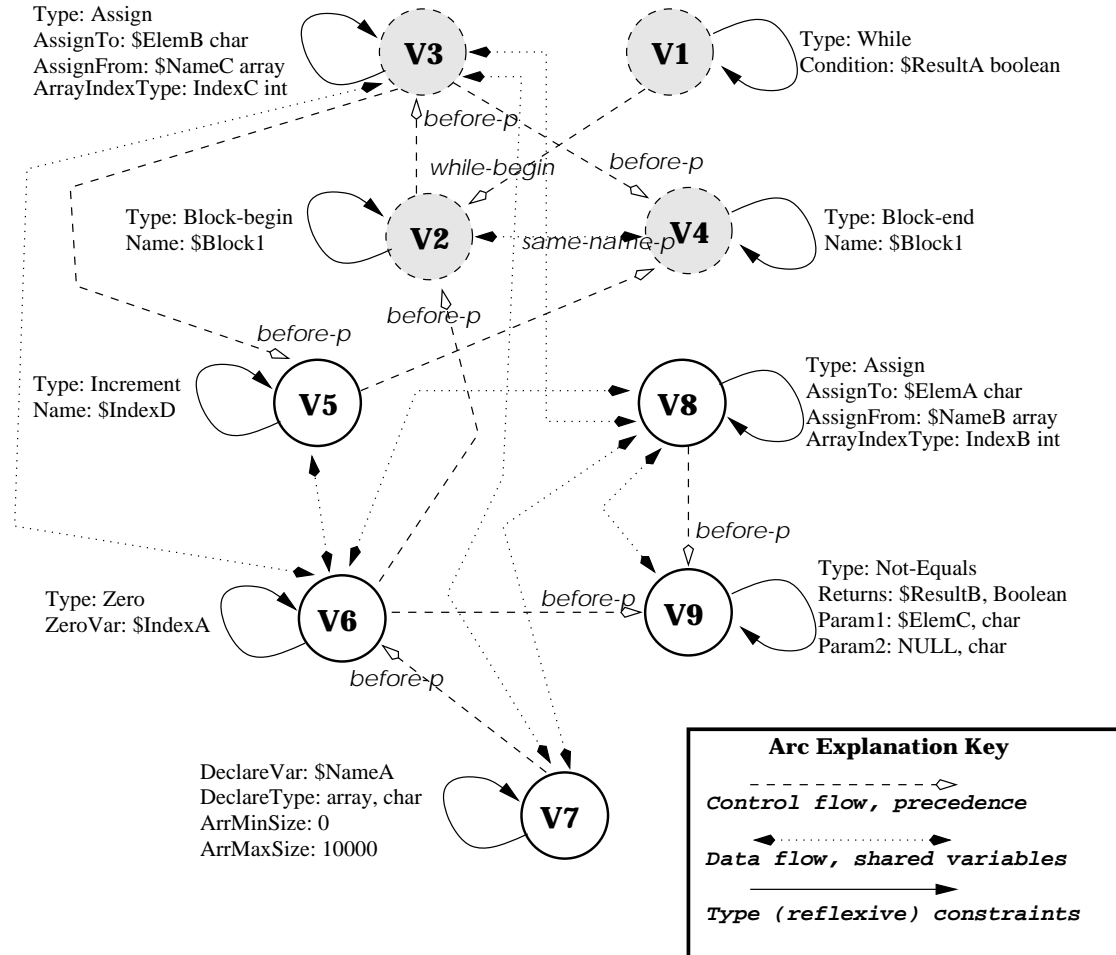 Type: Assign
AssignTo: $ElemB char
AssignFrom: $NameC array
ArrayIndexType: IndexC int
V3
V1
Type: While
Condition: $ResultA boolean
before-p
while-begin
before-p
Type: Block-begin
Name: $Block1
V2
same-name-p
V4
Type: Block-end
Name: $Block1
before-p
before-p
Type: Increment
Name: $IndexD
V5
V8
Type: Assign
AssignTo: $ElemA char
AssignFrom: $NameB array
ArrayIndexType: IndexB int
before-p
Type: Zero
ZeroVar: $IndexA
V6
before-p
V9
Type: Not-Equals
Returns: $ResultB, Boolean
Param1: $ElemC, char
Param2: NULL, char
before-p
DeclareVar: $NameA
DeclareType: array, char
ArrMinSize: 0
ArrMaxSize: 10000
V7
Arc Explanation Key
Control flow, precedence
Data flow, shared variables
Type (reflexive) constraints